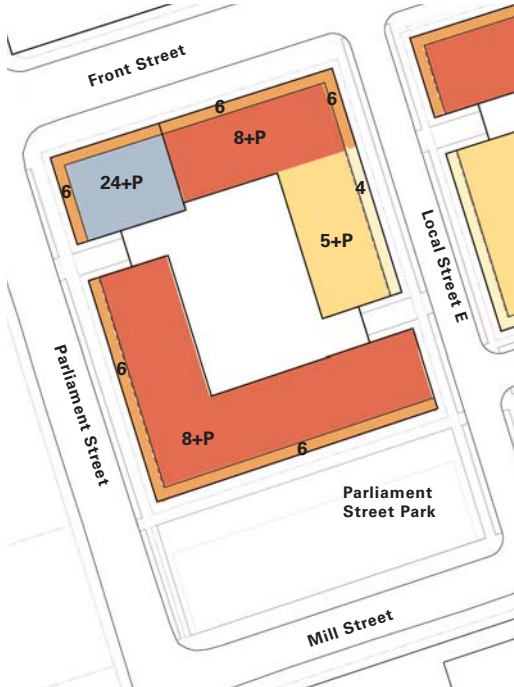 Front Street
6
6
8+P
24+P
6
4
5+P
Local Street E
6
Parliament Street
8+P
6
Parliament
Street Park
Mill Street